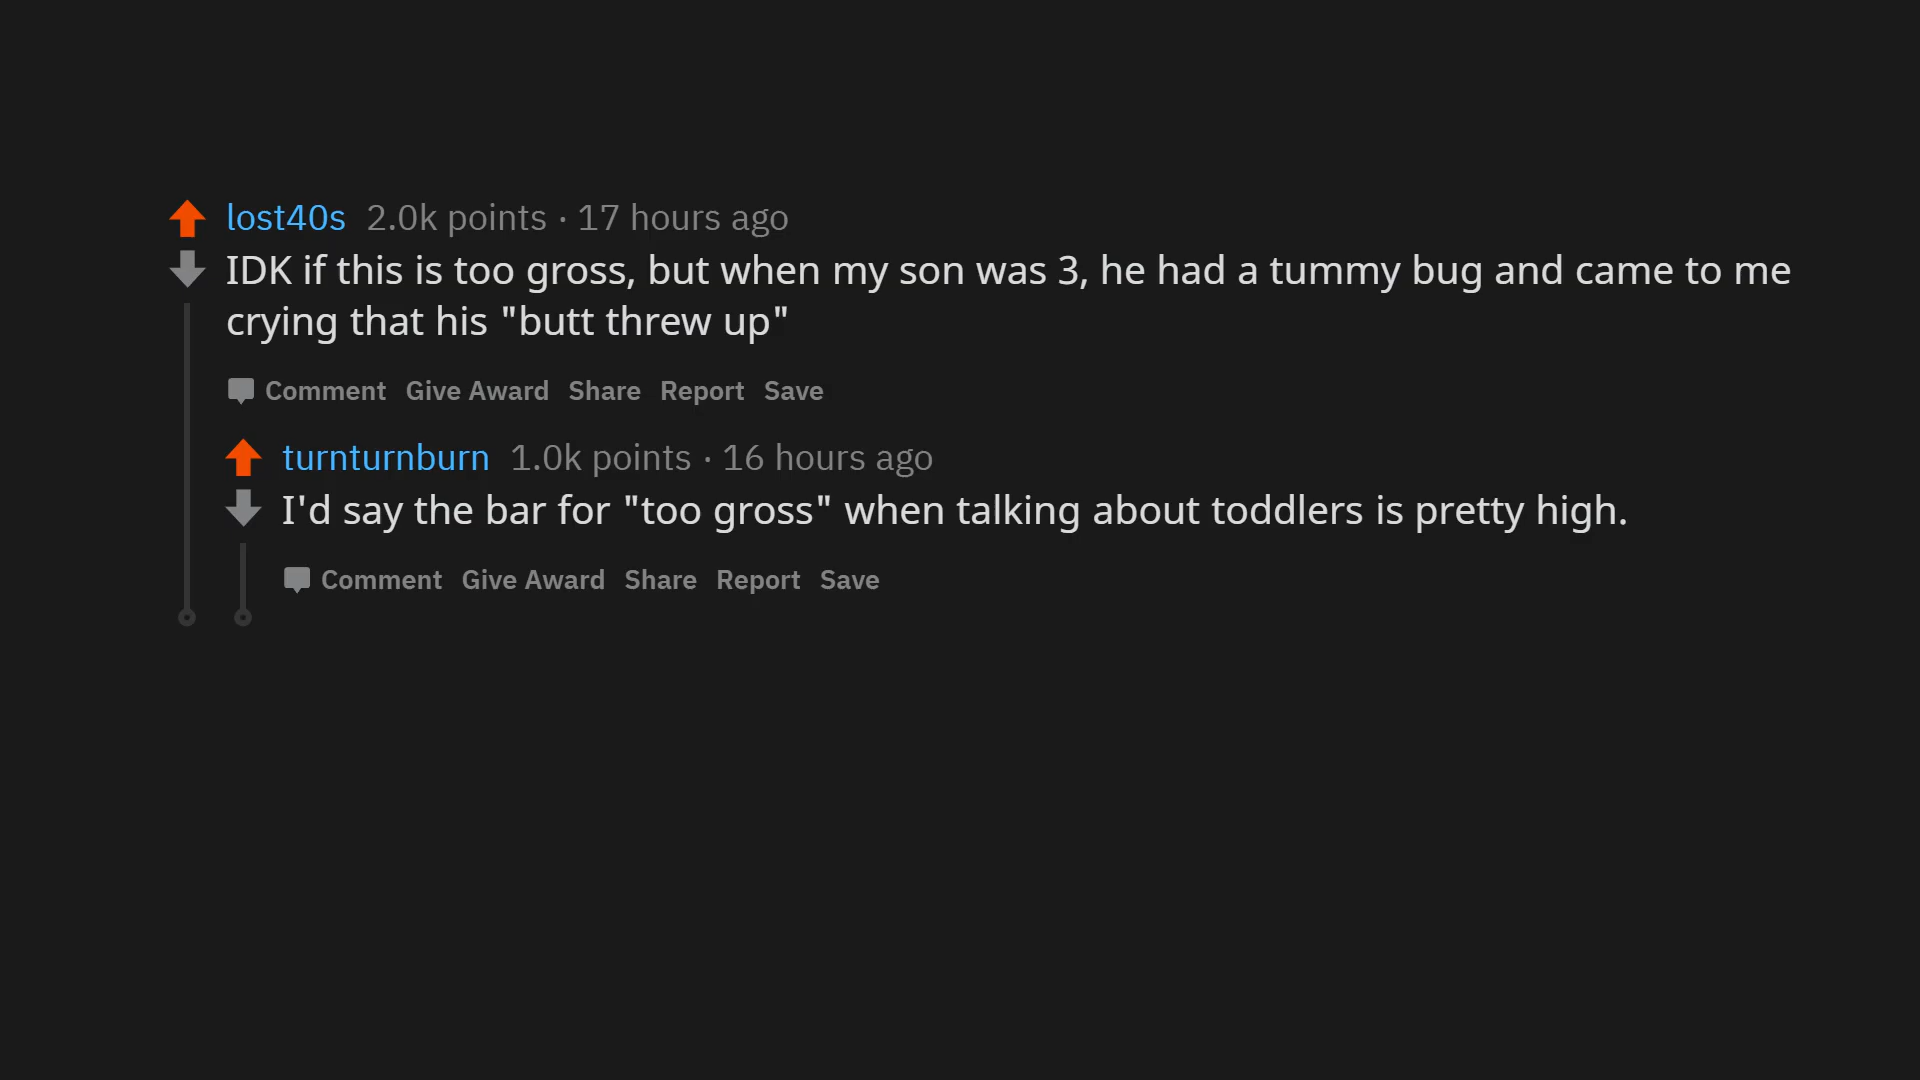 lost40s 2.0k points · 17 hours ago
IDK if this is too gross, but when my son was 3, he had a tummy bug and came to me
crying that his "butt threw up"
Comment Give Award Share Report Save
turnturnburn 1.0k points · 16 hours ago
I'd say the bar for "too gross" when talking about toddlers is pretty high.
Comment Give Award Share Report Save